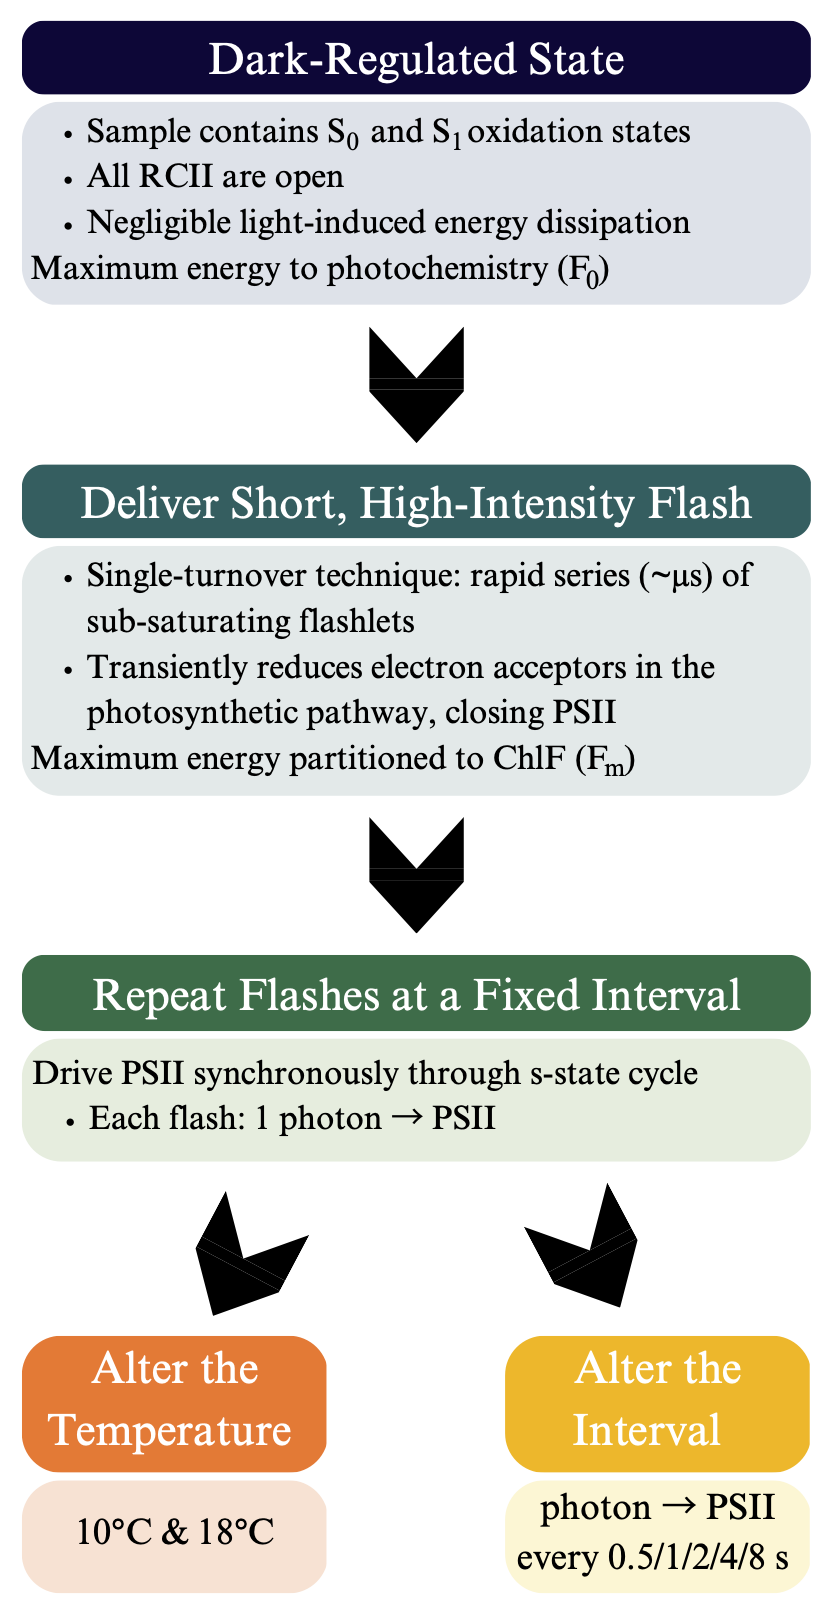 Dark-Regulated State
• Sample contains S₀ and S₁ oxidation states
• All RCII are open
• Negligible light-induced energy dissipation
Maximum energy to photochemistry (F₀)
Deliver Short, High-Intensity Flash
• Single-turnover technique: rapid series (~μs) of
sub-saturating flashlets
• Transiently reduces electron acceptors in the
photosynthetic pathway, closing PSII
Maximum energy partitioned to ChlF (Fₘ)
Repeat Flashes at a Fixed Interval
Drive PSII synchronously through s-state cycle
• Each flash: 1 photon → PSII
Alter the
Temperature
10°C & 18°C
Alter the
Interval
photon → PSII
every 0.5/1/2/4/8 s